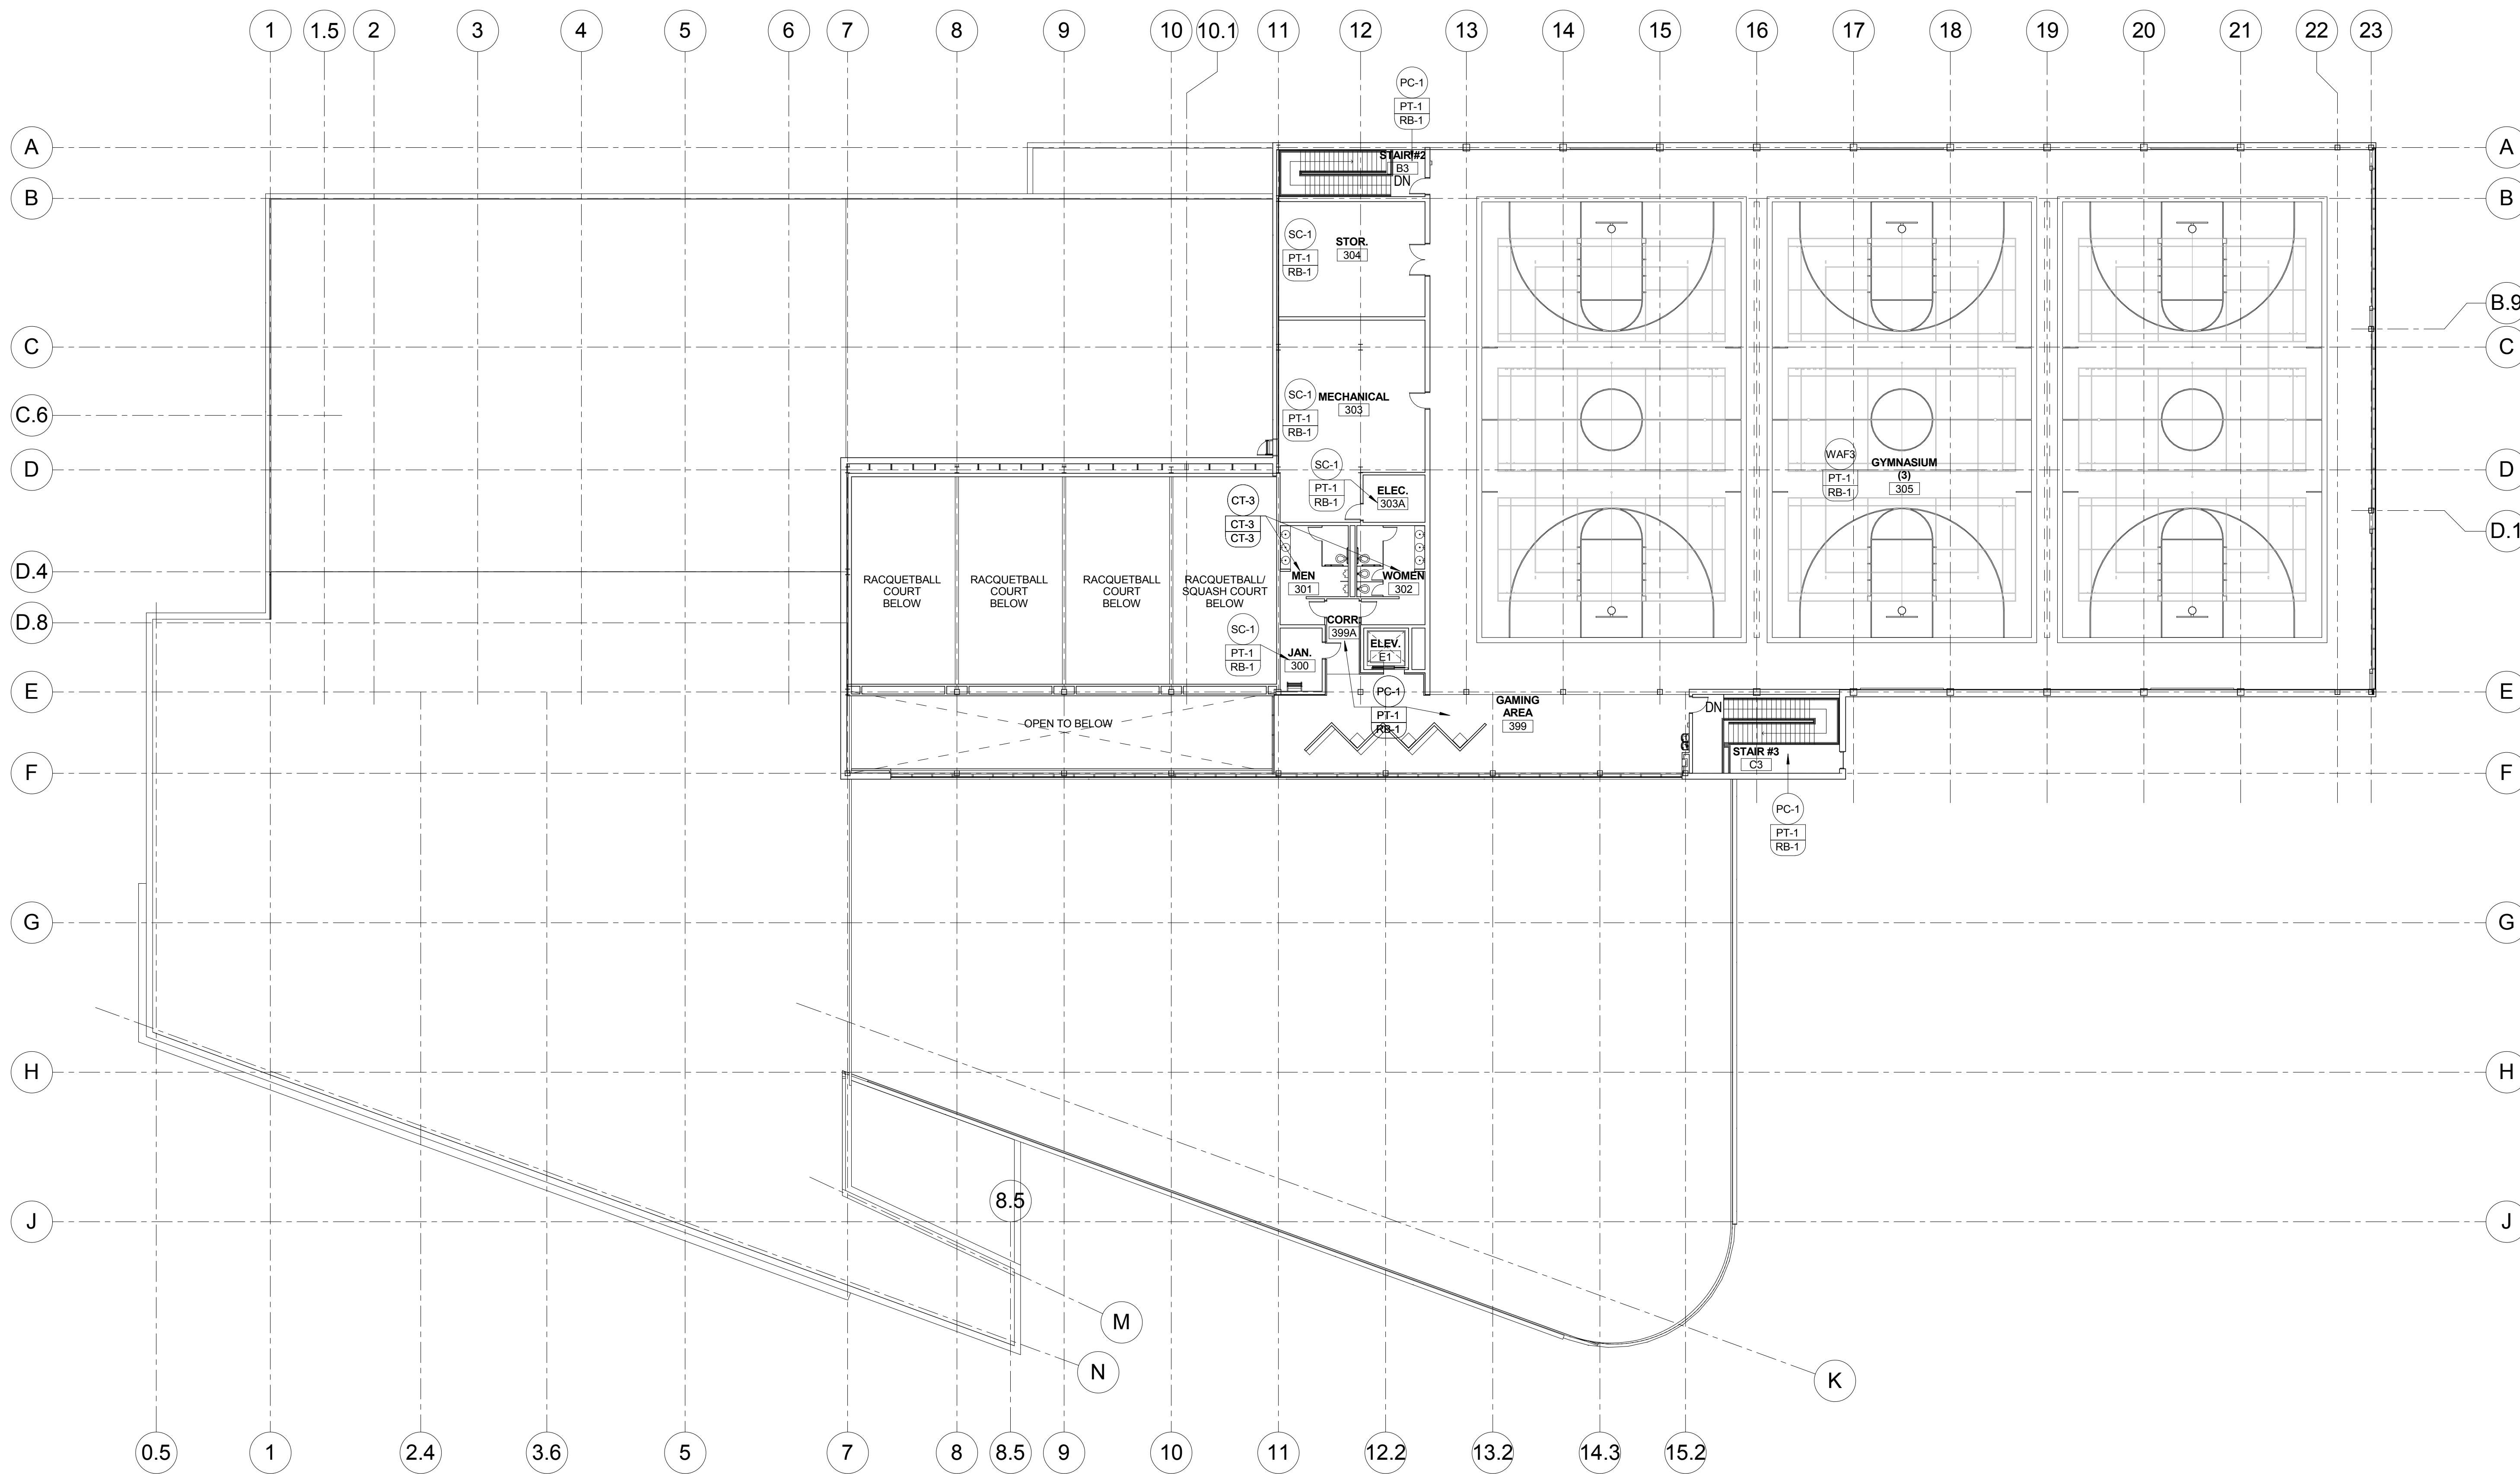 1
1.5
2
3
4
5
6
7
8
9
10
10.1
11
12
13
14
15
16
17
18
19
20
21
22
23
A
A
B
B
B.9
C
C
C.6
D
D
D.1
D.4
D.8
E
E
F
F
G
G
H
H
J
J
PC-1
PT-1
RB-1
STAIR #2
B3
DN
SC-1
PT-1
RB-1
STOR.
304
SC-1
PT-1
RB-1
MECHANICAL
303
SC-1
PT-1
RB-1
ELEC.
303A
WAF3
PT-1
RB-1
GYMNASIUM
(3)
305
CT-3
CT-3
CT-3
MEN
301
WOMEN
302
RACQUETBALL
COURT
BELOW
RACQUETBALL
COURT
BELOW
RACQUETBALL
COURT
BELOW
RACQUETBALL/
SQUASH COURT
BELOW
SC-1
PT-1
RB-1
CORR.
399A
JAN.
300
ELEV.
E1
PC-1
PT-1
RB-1
GAMING
AREA
399
OPEN TO BELOW
DN
STAIR #3
C3
PC-1
PT-1
RB-1
8.5
M
N
K
0.5
1
2.4
3.6
5
7
8
8.5
9
10
11
12.2
13.2
14.3
15.2